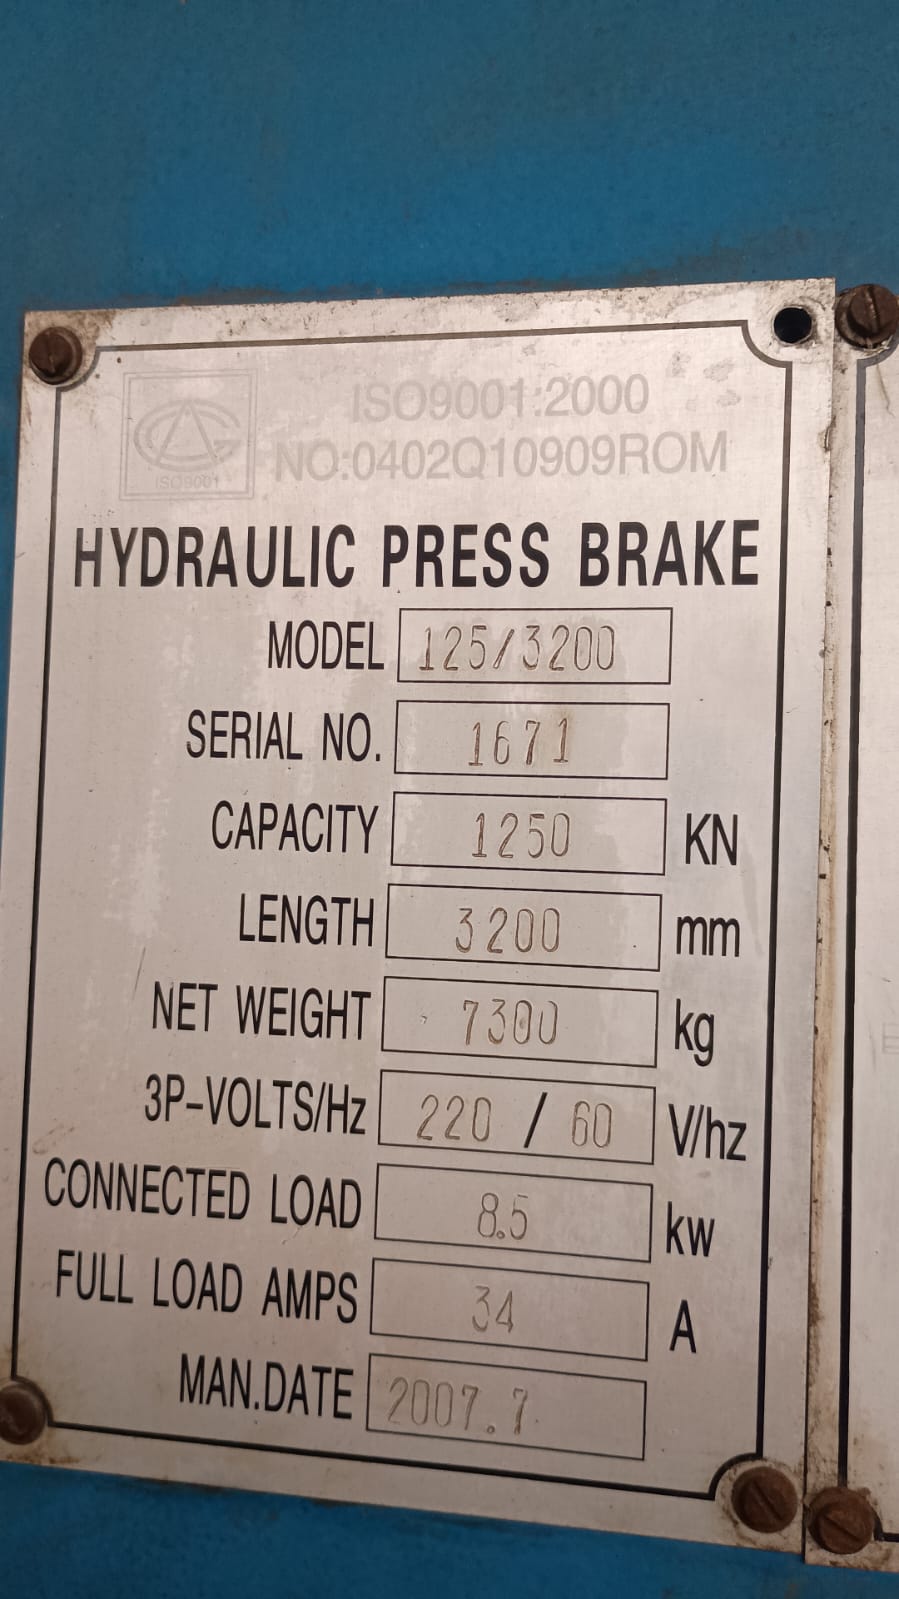 ISO9001:2000
NO:0402Q10909ROM
ISO9001
HYDRAULIC PRESS BRAKE
MODEL 125/3200
SERIAL NO. 1671
CAPACITY 1250 KN
LENGTH 3200 mm
NET WEIGHT 7300 kg
3P-VOLTS/Hz 220 / 60 V/hz
CONNECTED LOAD 8.5 kw
FULL LOAD AMPS 34 A
MAN.DATE 2007.7